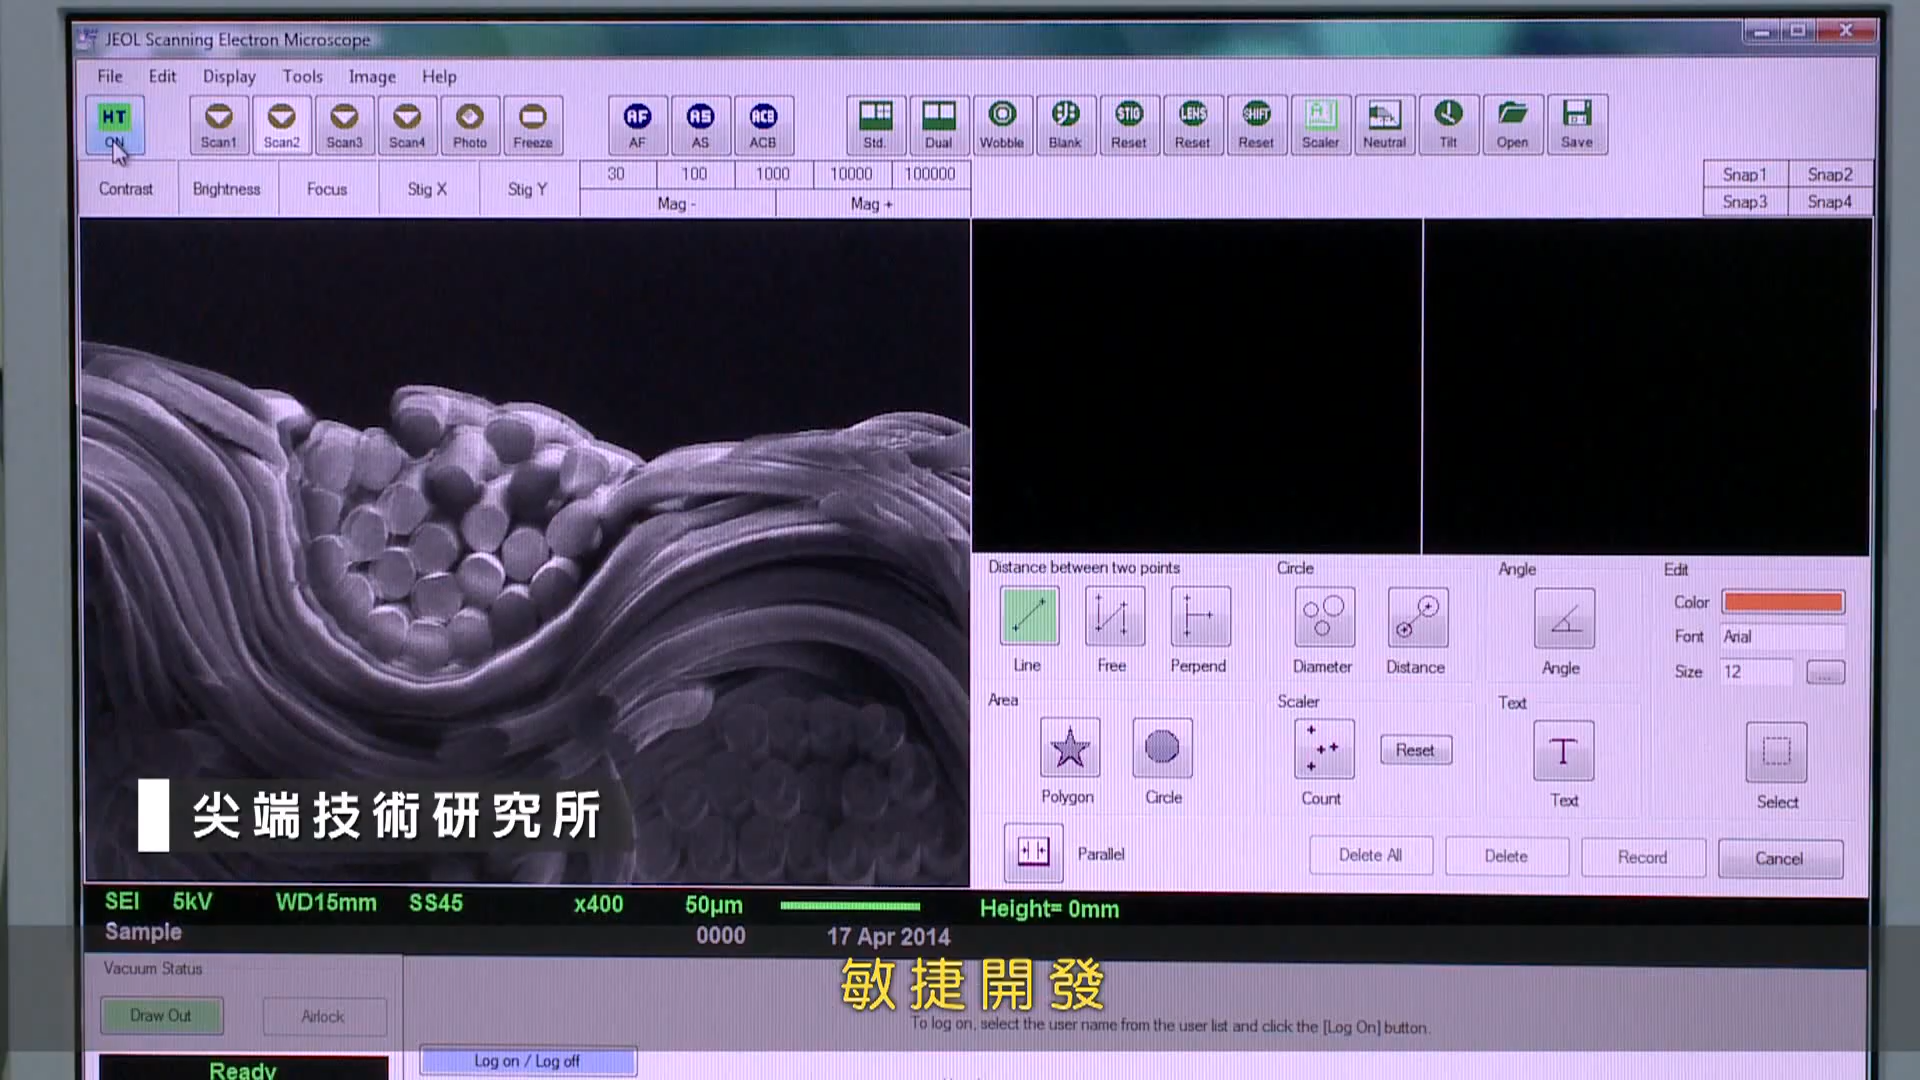 JEOL Scanning Electron Microscope
File Edit Display Tools Image Help
HT AF AS ACB STIG LENS SHIFT
ON Scan1 Scan2 Scan3 Scan4 Photo Freeze AF AS ACB Std. Dual Wobble Blank Reset Reset Reset Scaler Neutral Tilt Open Save
Contrast Brightness Focus Stig X Stig Y 30 100 1000 10000 100000 Snap1 Snap2
Mag - Mag + Snap3 Snap4
Distance between two points Circle Angle Edit
Color
Font Arial
Line Free Perpend Diameter Distance Angle Size 12 ...
Area Scaler Text
Reset
Polygon Circle Count Text Select
Parallel Delete All Delete Record Cancel
尖端技術研究所
SEI 5kV WD15mm SS45 x400 50µm Height= 0mm
Sample 0000 17 Apr 2014
Vacuum Status
敏捷開發
Draw Out Airlock
To log on, select the user name from the user list and click the [Log On] button.
Ready Log on / Log off